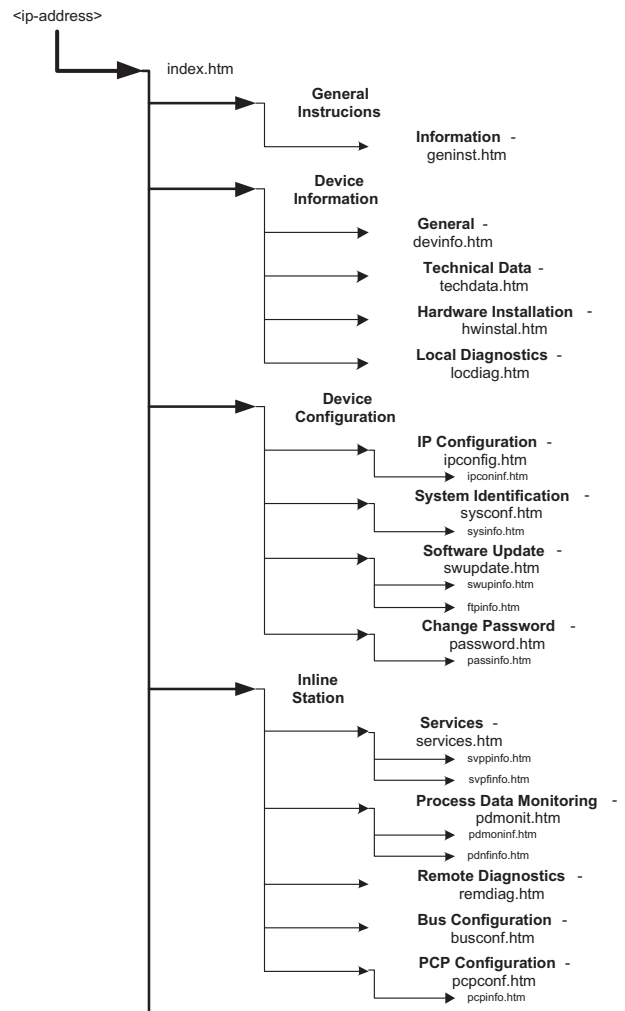 <ip-address>
index.htm
General
Instrucions
Information -
geninst.htm
Device
Information
General -
devinfo.htm
Technical Data -
techdata.htm
Hardware Installation -
hwinstal.htm
Local Diagnostics -
locdiag.htm
Device
Configuration
IP Configuration -
ipconfig.htm
ipconinf.htm
System Identification -
sysconf.htm
sysinfo.htm
Software Update -
swupdate.htm
swupinfo.htm
ftpinfo.htm
Change Password -
password.htm
passinfo.htm
Inline
Station
Services -
services.htm
svppinfo.htm
svpfinfo.htm
Process Data Monitoring -
pdmonit.htm
pdmoninf.htm
pdnfinfo.htm
Remote Diagnostics -
remdiag.htm
Bus Configuration -
busconf.htm
PCP Configuration -
pcpconf.htm
pcpinfo.htm